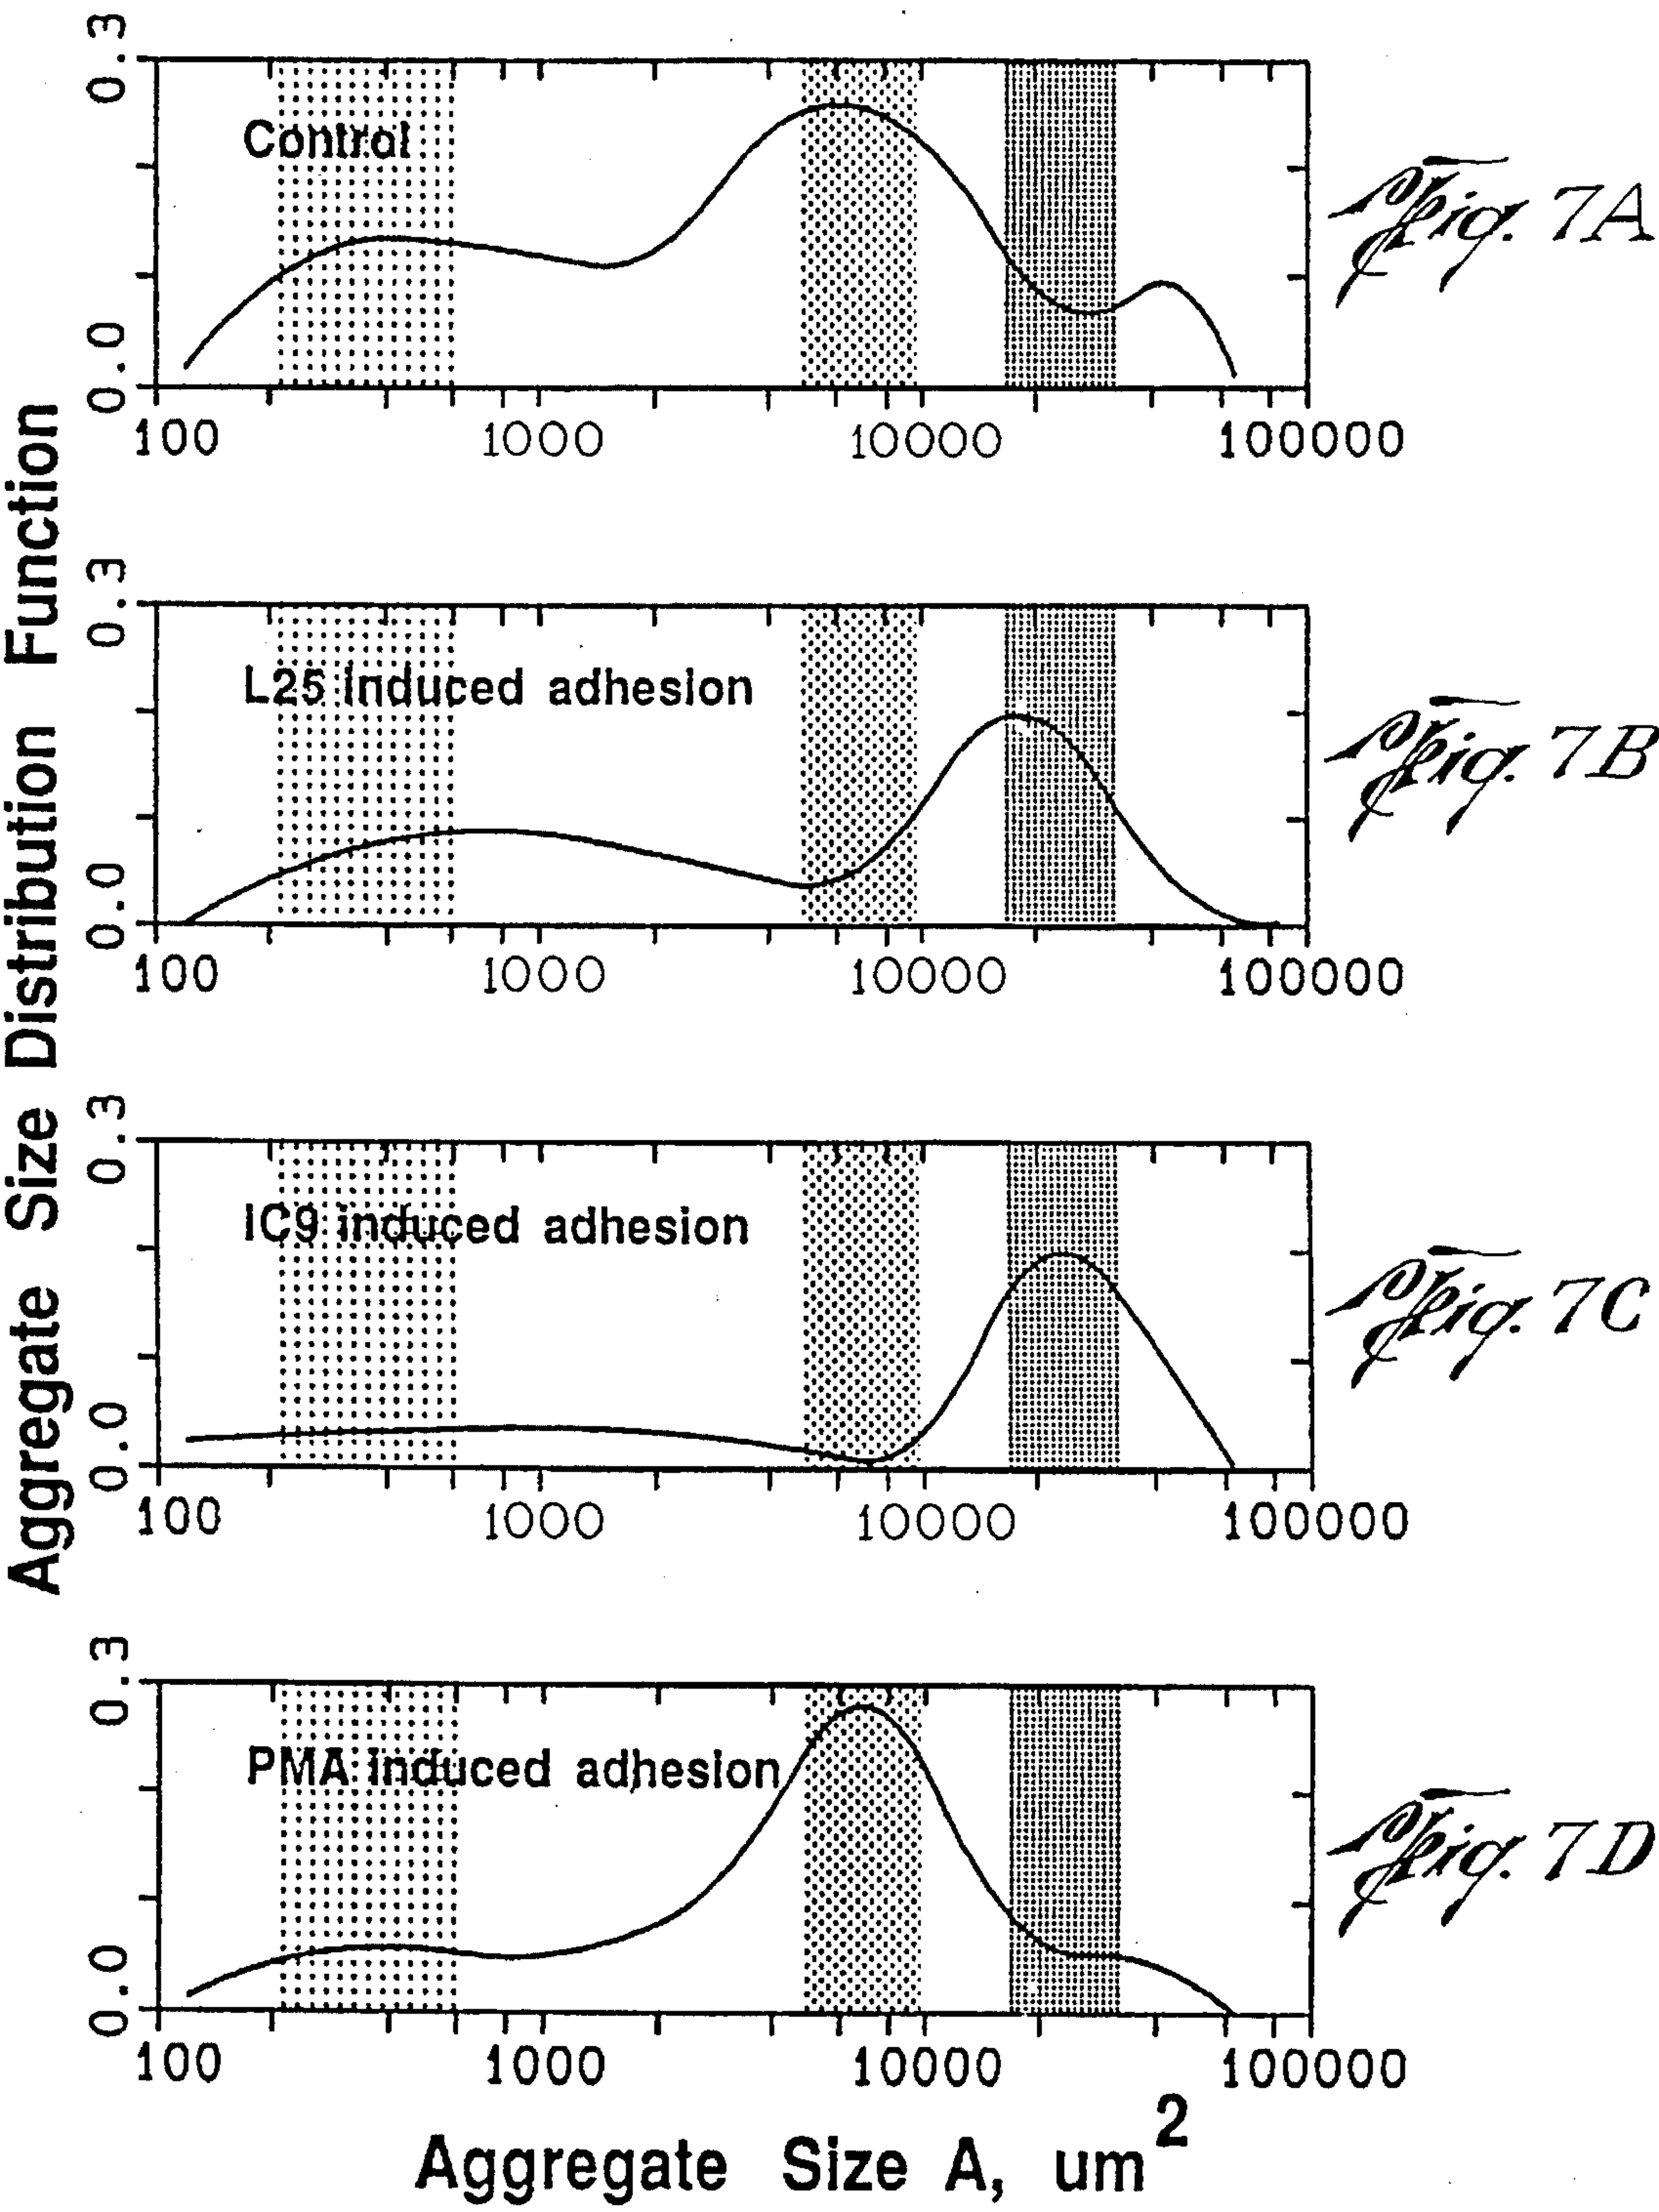 Aggregate Size Distribution Function
0.3
Control
0.0
100 1000 10000 100000
Fig. 7A
0.3
L25 induced adhesion
0.0
100 1000 10000 100000
Fig. 7B
0.3
IC9 induced adhesion
0.0
100 1000 10000 100000
Fig. 7C
0.3
PMA induced adhesion
0.0
100 1000 10000 100000
Fig. 7D
Aggregate Size A, um²